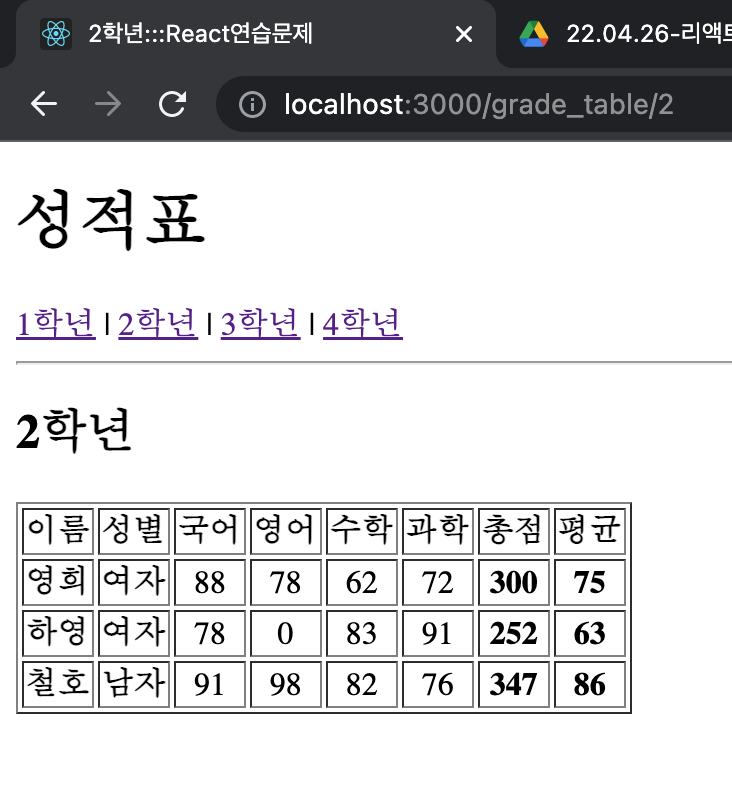 2학년:::React연습문제 22.04.26-리액트
localhost:3000/grade_table/2
성적표
1학년 | 2학년 | 3학년 | 4학년
2학년
이름 성별 국어 영어 수학 과학 총점 평균
영희 여자 88 78 62 72 300 75
하영 여자 78 0 83 91 252 63
철호 남자 91 98 82 76 347 86